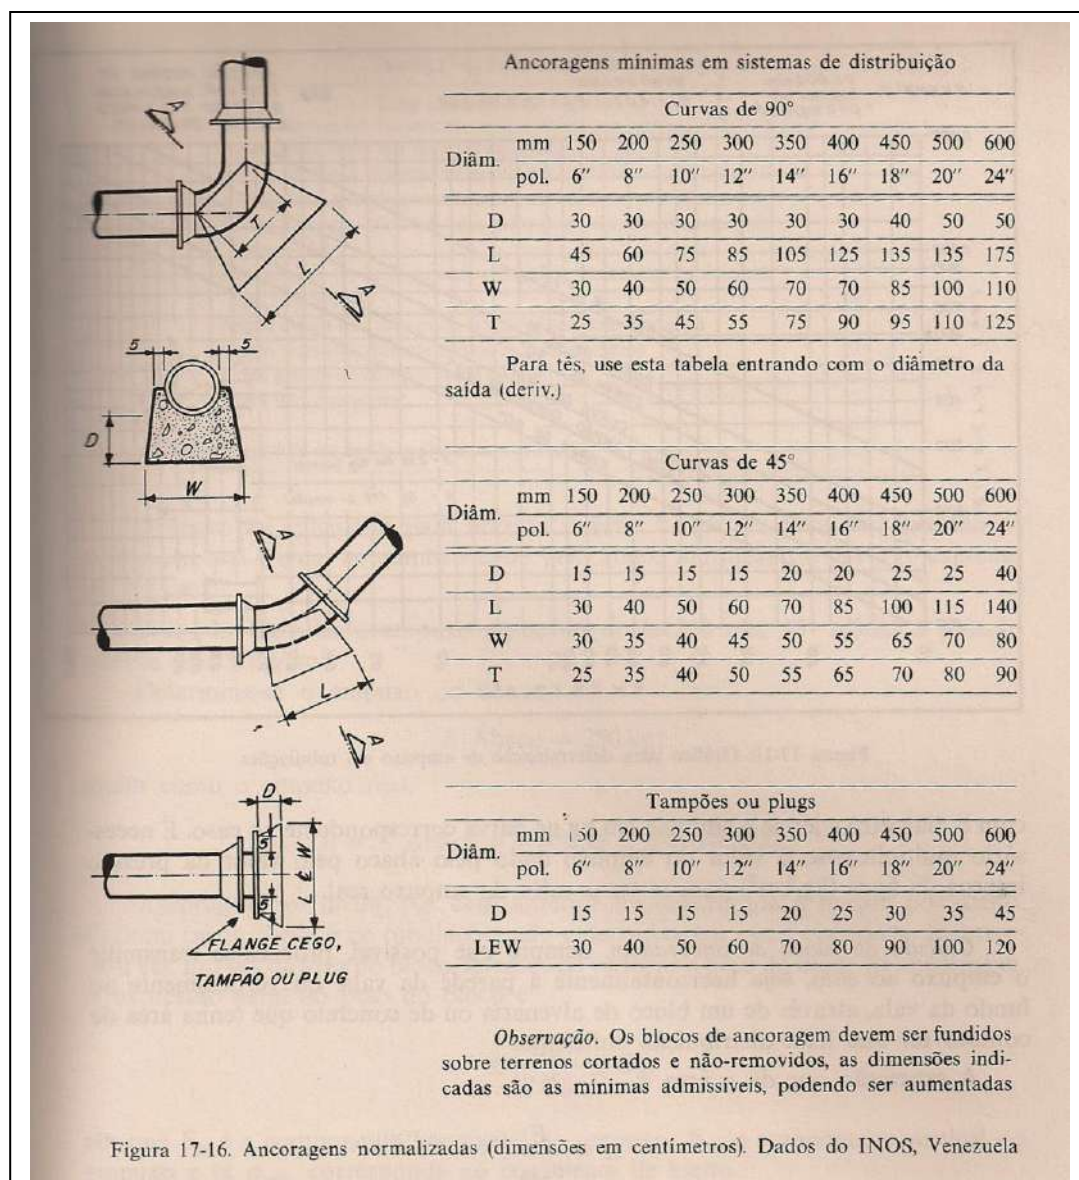 Ancoragens mínimas em sistemas de distribuição
Curvas de 90°
Diâm. mm 150 200 250 300 350 400 450 500 600
pol. 6″ 8″ 10″ 12″ 14″ 16″ 18″ 20″ 24″
D 30 30 30 30 30 30 40 50 50
L 45 60 75 85 105 125 135 135 175
W 30 40 50 60 70 70 85 100 110
T 25 35 45 55 75 90 95 110 125
Para tês, use esta tabela entrando com o diâmetro da
saída (deriv.)
Curvas de 45°
Diâm. mm 150 200 250 300 350 400 450 500 600
pol. 6″ 8″ 10″ 12″ 14″ 16″ 18″ 20″ 24″
D 15 15 15 15 20 20 25 25 40
L 30 40 50 60 70 85 100 115 140
W 30 35 40 45 50 55 65 70 80
T 25 35 40 50 55 65 70 80 90
Tampões ou plugs
Diâm. mm 150 200 250 300 350 400 450 500 600
pol. 6″ 8″ 10″ 12″ 14″ 16″ 18″ 20″ 24″
D 15 15 15 15 20 25 30 35 45
LEW 30 40 50 60 70 80 90 100 120
Observação. Os blocos de ancoragem devem ser fundidos
sobre terrenos cortados e não-removidos, as dimensões indi-
cadas são as mínimas admissíveis, podendo ser aumentadas
A
T
L
A
5
5
D
W
A
L
A
D
5
5
L E W
FLANGE CEGO,
TAMPÃO OU PLUG
Figura 17-16. Ancoragens normalizadas (dimensões em centímetros). Dados do INOS, Venezuela